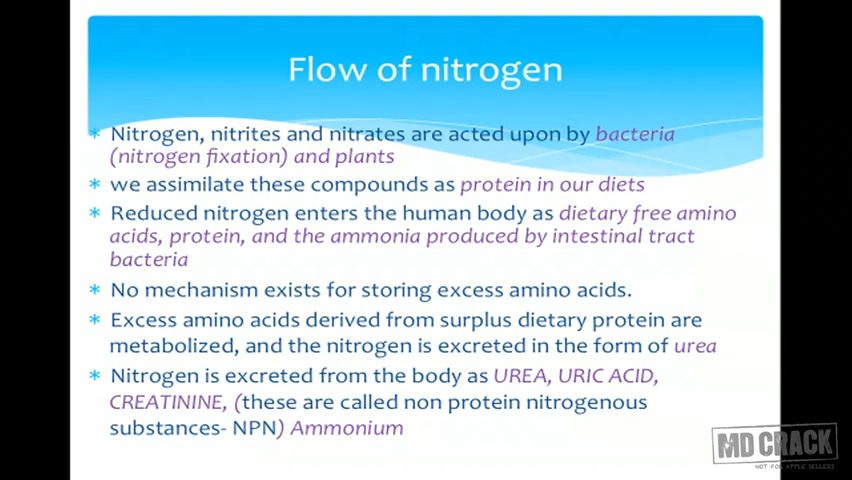 Flow of nitrogen
* Nitrogen, nitrites and nitrates are acted upon by bacteria
(nitrogen fixation) and plants
* we assimilate these compounds as protein in our diets
* Reduced nitrogen enters the human body as dietary free amino
acids, protein, and the ammonia produced by intestinal tract
bacteria
* No mechanism exists for storing excess amino acids.
* Excess amino acids derived from surplus dietary protein are
metabolized, and the nitrogen is excreted in the form of urea
* Nitrogen is excreted from the body as UREA, URIC ACID,
CREATININE, (these are called non protein nitrogenous
substances- NPN) Ammonium
MD CRACK
NOT FOR APPLE SELLERS